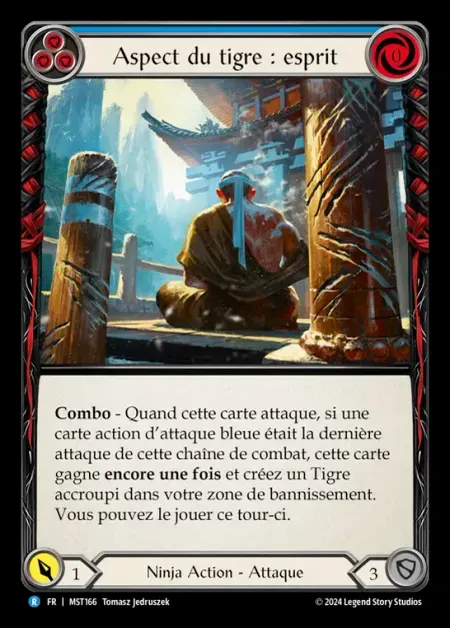 Aspect du tigre : esprit
0
Combo - Quand cette carte attaque, si une
carte action d'attaque bleue était la dernière
attaque de cette chaîne de combat, cette carte
gagne encore une fois et créez un Tigre
accroupi dans votre zone de bannissement.
Vous pouvez le jouer ce tour-ci.
1
Ninja Action - Attaque
3
R FR | MST166 Tomasz Jedruszek
© 2024 Legend Story Studios